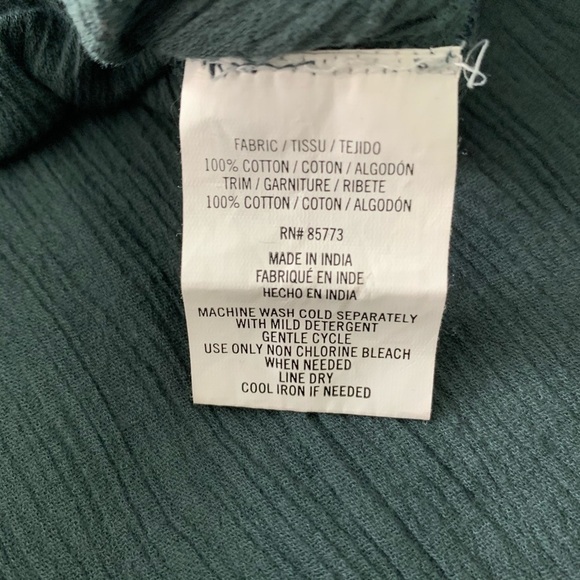 FABRIC / TISSU / TEJIDO
100% COTTON / COTON / ALGODÓN
TRIM / GARNITURE / RIBETE
100% COTTON / COTON / ALGODÓN
RN# 85773
MADE IN INDIA
FABRIQUÉ EN INDE
HECHO EN INDIA
MACHINE WASH COLD SEPARATELY
WITH MILD DETERGENT
GENTLE CYCLE
USE ONLY NON CHLORINE BLEACH
WHEN NEEDED
LINE DRY
COOL IRON IF NEEDED